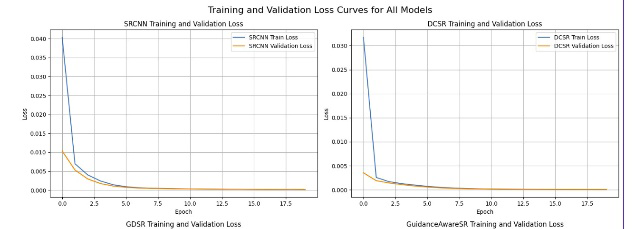 Training and Validation Loss Curves for All Models
SRCNN Training and Validation Loss
DCSR Training and Validation Loss
SRCNN Train Loss
SRCNN Validation Loss
DCSR Train Loss
DCSR Validation Loss
0.040
0.035
0.030
0.025
0.020
0.015
0.010
0.005
0.000
Loss
0.0 2.5 5.0 7.5 10.0 12.5 15.0 17.5
Epoch
0.030
0.025
0.020
0.015
0.010
0.005
0.000
Loss
0.0 2.5 5.0 7.5 10.0 12.5 15.0 17.5
Epoch
GDSR Training and Validation Loss
GuidanceAwareSR Training and Validation Loss